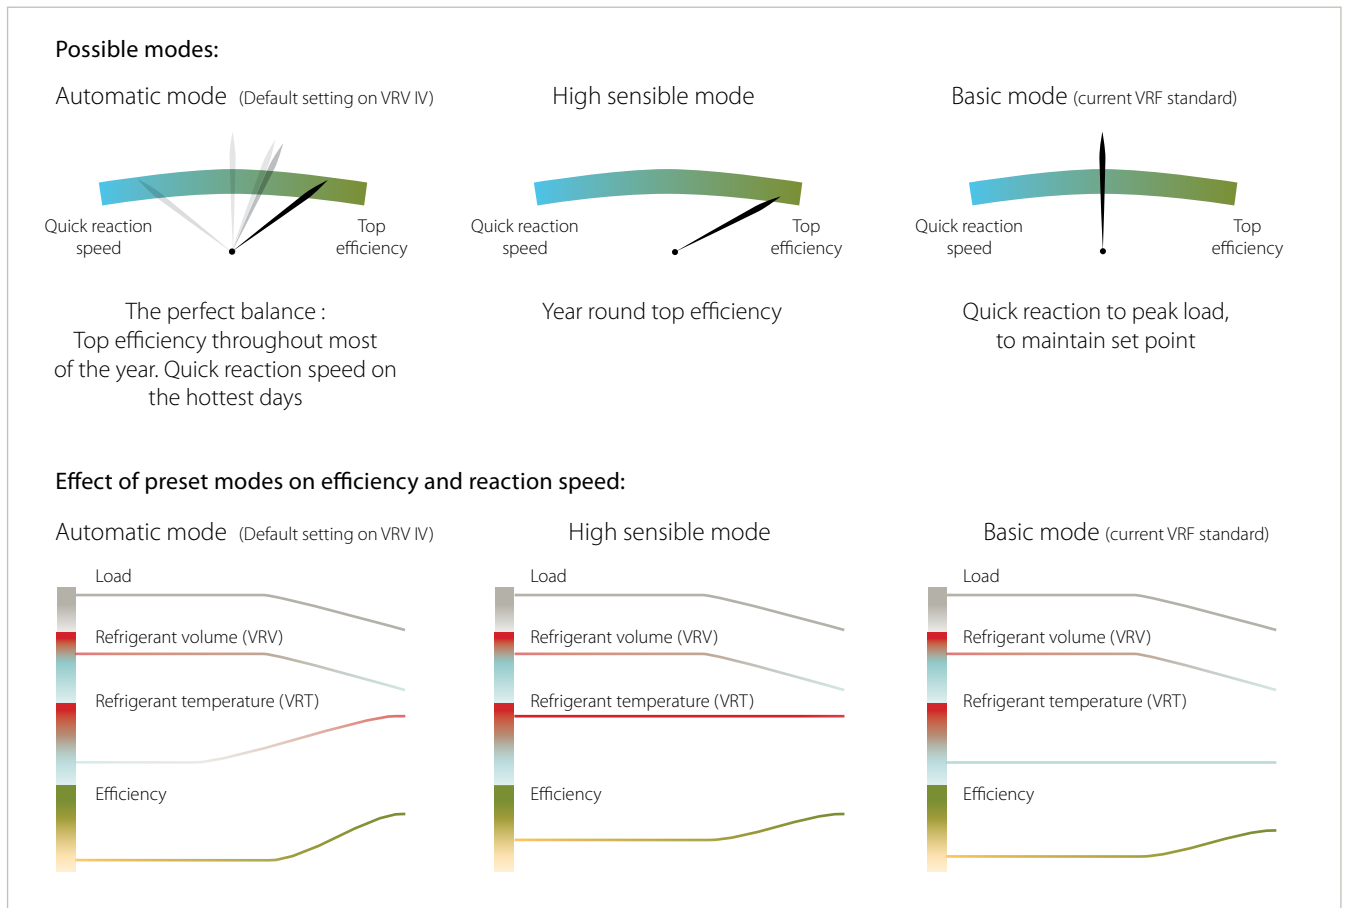 Possible modes:
Automatic mode (Default setting on VRV IV)
High sensible mode
Basic mode (current VRF standard)
Quick reaction
speed
Top
efficiency
Quick reaction
speed
Top
efficiency
Quick reaction
speed
Top
efficiency
The perfect balance :
Top efficiency throughout most
of the year. Quick reaction speed on
the hottest days
Year round top efficiency
Quick reaction to peak load,
to maintain set point
Effect of preset modes on efficiency and reaction speed:
Automatic mode (Default setting on VRV IV)
High sensible mode
Basic mode (current VRF standard)
Load
Refrigerant volume (VRV)
Refrigerant temperature (VRT)
Efficiency
Load
Refrigerant volume (VRV)
Refrigerant temperature (VRT)
Efficiency
Load
Refrigerant volume (VRV)
Refrigerant temperature (VRT)
Efficiency